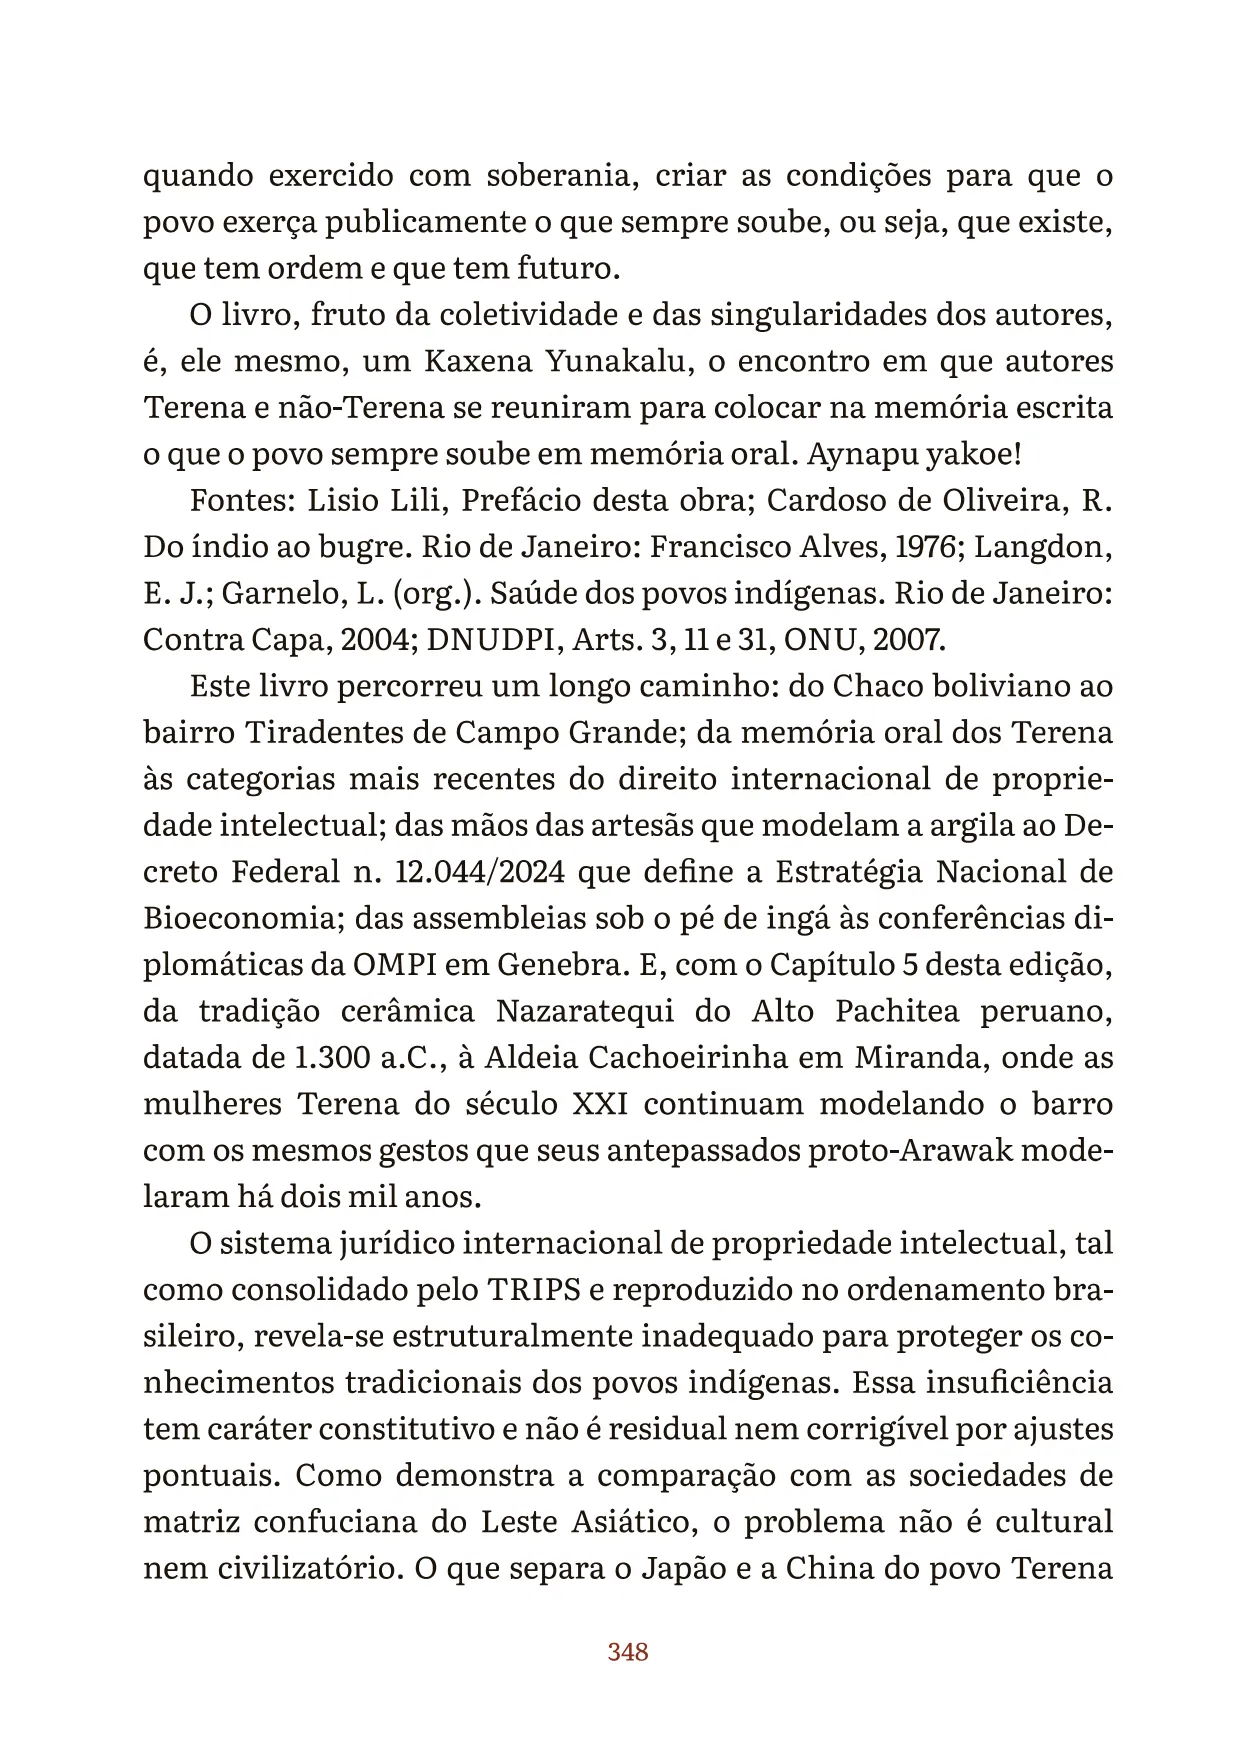 quando exercido com soberania, criar as condições para que o
povo exerça publicamente o que sempre soube, ou seja, que existe,
que tem ordem e que tem futuro.
O livro, fruto da coletividade e das singularidades dos autores,
é, ele mesmo, um Kaxena Yunakalu, o encontro em que autores
Terena e não-Terena se reuniram para colocar na memória escrita
o que o povo sempre soube em memória oral. Aynapu yakoe!
Fontes: Lisio Lili, Prefácio desta obra; Cardoso de Oliveira, R.
Do índio ao bugre. Rio de Janeiro: Francisco Alves, 1976; Langdon,
E. J.; Garnelo, L. (org.). Saúde dos povos indígenas. Rio de Janeiro:
Contra Capa, 2004; DNUDPI, Arts. 3, 11 e 31, ONU, 2007.
Este livro percorreu um longo caminho: do Chaco boliviano ao
bairro Tiradentes de Campo Grande; da memória oral dos Terena
às categorias mais recentes do direito internacional de proprie-
dade intelectual; das mãos das artesãs que modelam a argila ao De-
creto Federal n. 12.044/2024 que define a Estratégia Nacional de
Bioeconomia; das assembleias sob o pé de ingá às conferências di-
plomáticas da OMPI em Genebra. E, com o Capítulo 5 desta edição,
da tradição cerâmica Nazaratequi do Alto Pachitea peruano,
datada de 1.300 a.C., à Aldeia Cachoeirinha em Miranda, onde as
mulheres Terena do século XXI continuam modelando o barro
com os mesmos gestos que seus antepassados proto-Arawak mode-
laram há dois mil anos.
O sistema jurídico internacional de propriedade intelectual, tal
como consolidado pelo TRIPS e reproduzido no ordenamento bra-
sileiro, revela-se estruturalmente inadequado para proteger os co-
nhecimentos tradicionais dos povos indígenas. Essa insuficiência
tem caráter constitutivo e não é residual nem corrigível por ajustes
pontuais. Como demonstra a comparação com as sociedades de
matriz confuciana do Leste Asiático, o problema não é cultural
nem civilizatório. O que separa o Japão e a China do povo Terena
348